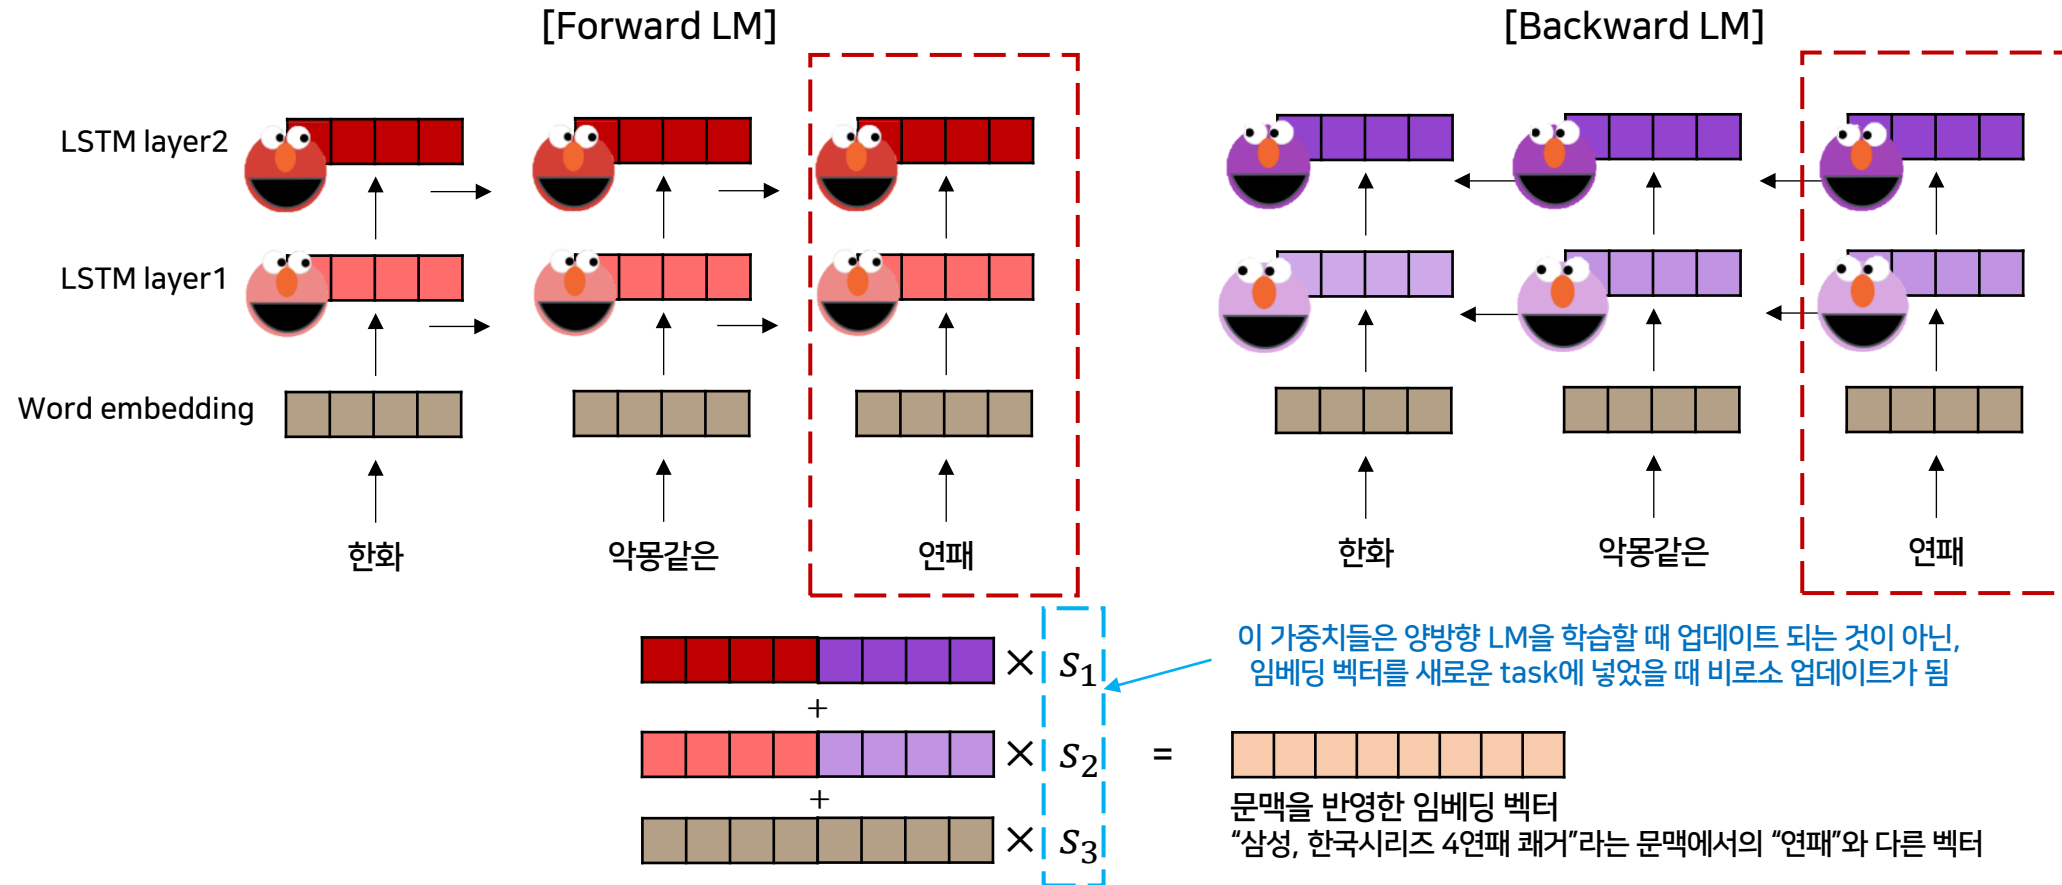 [Forward LM]
[Backward LM]
LSTM layer2
LSTM layer1
Word embedding
한화
악몽같은
연패
한화
악몽같은
연패
× s₁
+
× s₂
+
× s₃
=
이 가중치들은 양방향 LM을 학습할 때 업데이트 되는 것이 아닌,
임베딩 벡터를 새로운 task에 넣었을 때 비로소 업데이트가 됨
문맥을 반영한 임베딩 벡터
“삼성, 한국시리즈 4연패 쾌거”라는 문맥에서의 “연패”와 다른 벡터